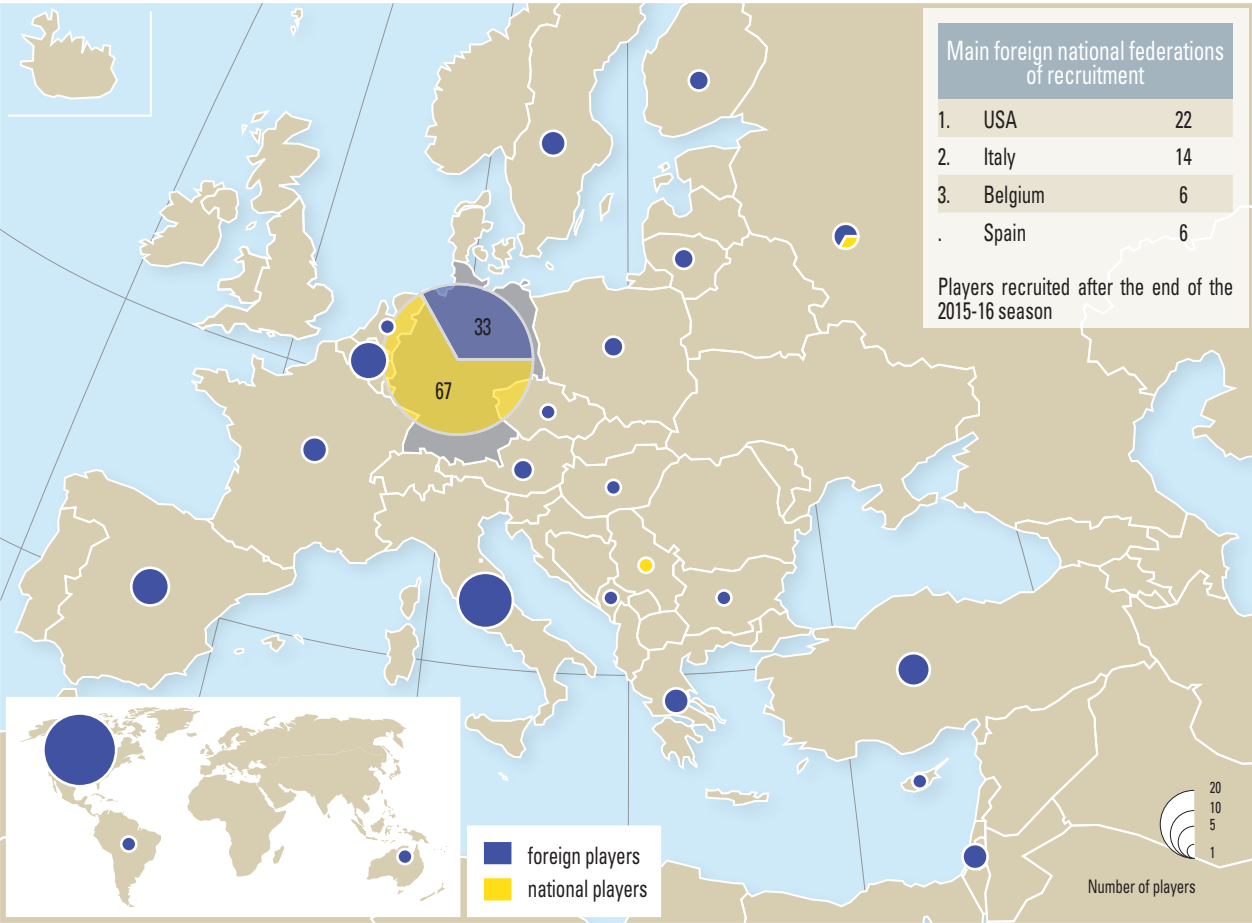 Main foreign national federations
of recruitment
1. USA 22
2. Italy 14
3. Belgium 6
. Spain 6
Players recruited after the end of the
2015-16 season
33
67
foreign players
national players
20
10
5
1
Number of players